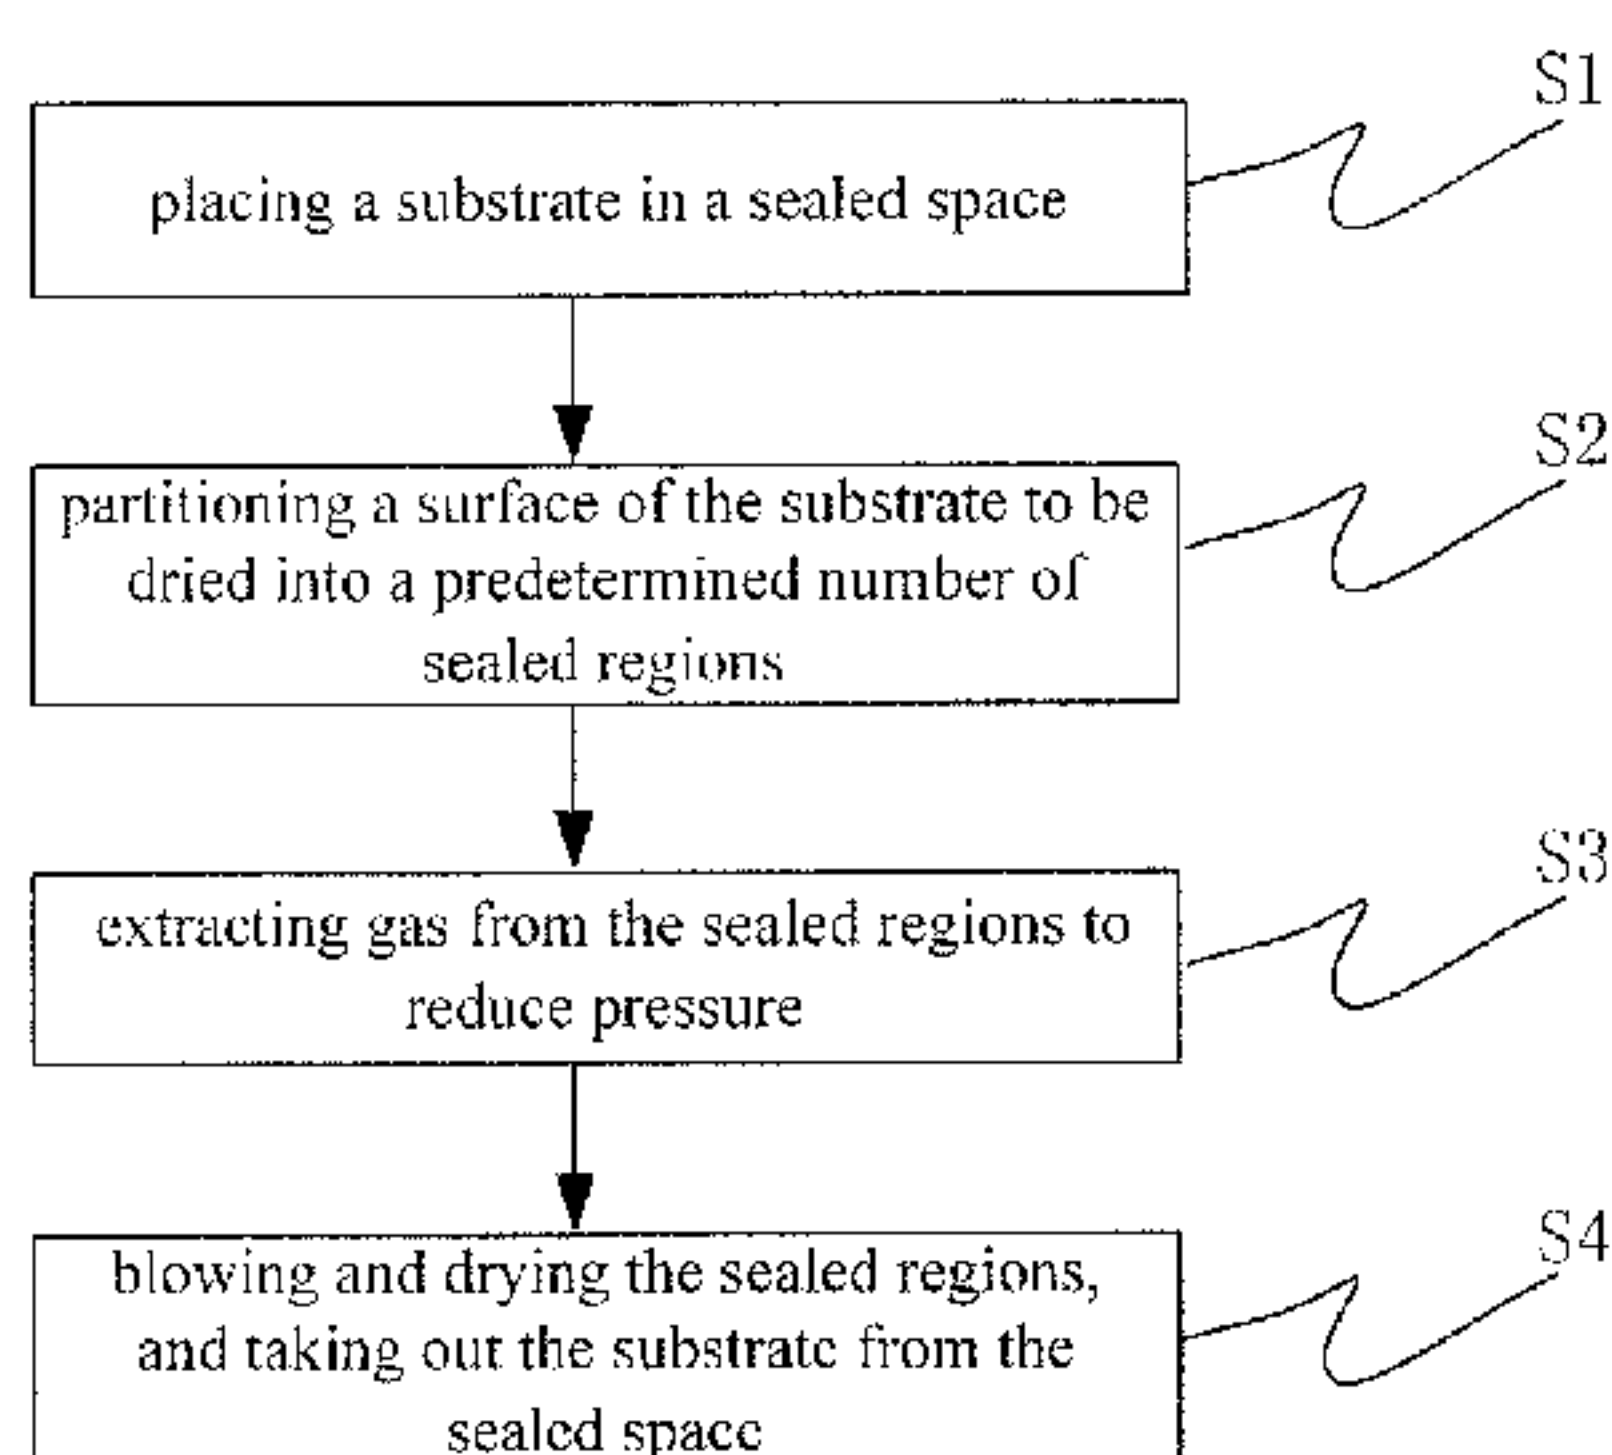 S1
placing a substrate in a sealed space
S2
partitioning a surface of the substrate to be
dried into a predetermined number of
sealed regions
S3
extracting gas from the sealed regions to
reduce pressure
S4
blowing and drying the sealed regions,
and taking out the substrate from the
sealed space